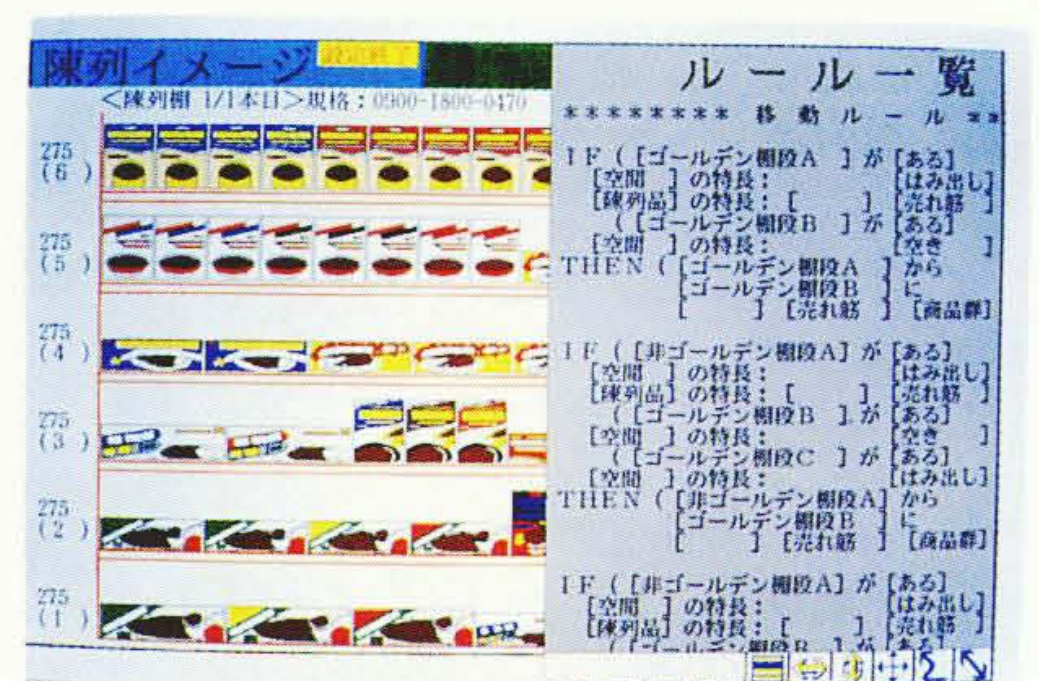 陳列イメージ
<陳列棚 1/1本目>規格：0900-1800-0470
275
(6 )
275
(5 )
275
(4 )
275
(3 )
275
(2 )
275
(1 )
ルール一覧
******** 移動ルール **
IF([ゴールデン棚段A ]が[ある]
[空間 ]の特長： [はみ出し]
[陳列品]の特長：[ ][売れ筋 ]
([ゴールデン棚段B ]が[ある]
[空間 ]の特長： [空き ]
THEN([ゴールデン棚段A ]から
[ゴールデン棚段B ]に
[ ][売れ筋 ][商品群]
IF([非ゴールデン棚段A]が[ある]
[空間 ]の特長： [はみ出し]
[陳列品]の特長：[ ][売れ筋 ]
([ゴールデン棚段B ]が[ある]
[空間 ]の特長： [空き ]
([ゴールデン棚段C ]が[ある]
[空間 ]の特長： [はみ出し]
THEN([非ゴールデン棚段A]から
[ゴールデン棚段B ]に
[ ][売れ筋 ][商品群]
IF([非ゴールデン棚段A]が[ある]
[空間 ]の特長： [はみ出し]
[陳列品]の特長：[ ][売れ筋 ]
([ゴールデン棚段B ]が[ある]